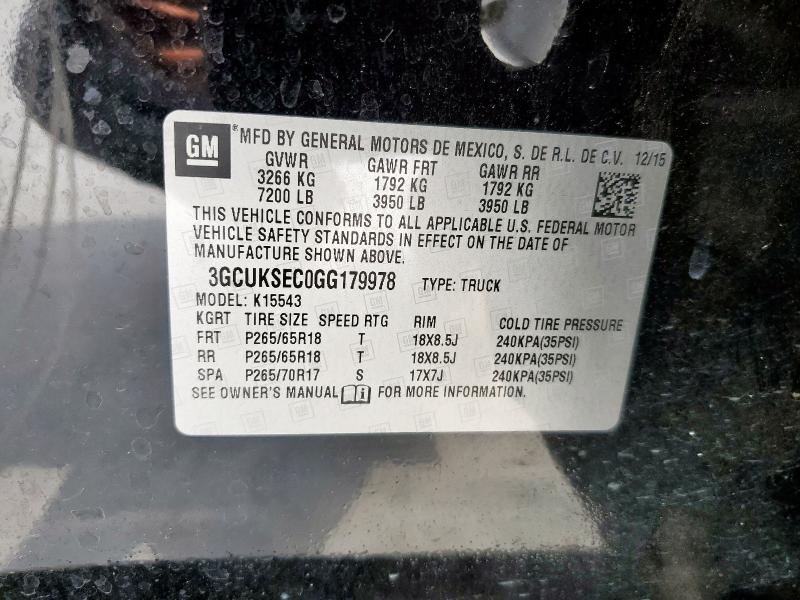 GM ® MFD BY GENERAL MOTORS DE MEXICO, S. DE R.L. DE C.V. 12/15
GVWR GAWR FRT GAWR RR
3266 KG 1792 KG 1792 KG
7200 LB 3950 LB 3950 LB
THIS VEHICLE CONFORMS TO ALL APPLICABLE U.S. FEDERAL MOTOR
VEHICLE SAFETY STANDARDS IN EFFECT ON THE DATE OF
MANUFACTURE SHOWN ABOVE.
3GCUKSEC0GG179978 TYPE: TRUCK
MODEL: K15543
KGRT TIRE SIZE SPEED RTG RIM COLD TIRE PRESSURE
FRT P265/65R18 T 18X8.5J 240KPA(35PSI)
RR P265/65R18 T 18X8.5J 240KPA(35PSI)
SPA P265/70R17 S 17X7J 240KPA(35PSI)
SEE OWNER'S MANUAL i FOR MORE INFORMATION.